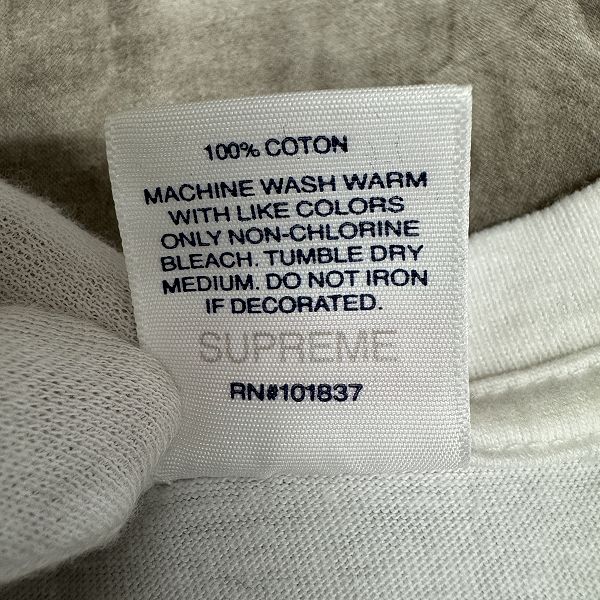 100% COTON
MACHINE WASH WARM
WITH LIKE COLORS
ONLY NON-CHLORINE
BLEACH. TUMBLE DRY
MEDIUM. DO NOT IRON
IF DECORATED.
SUPREME
RN#101837